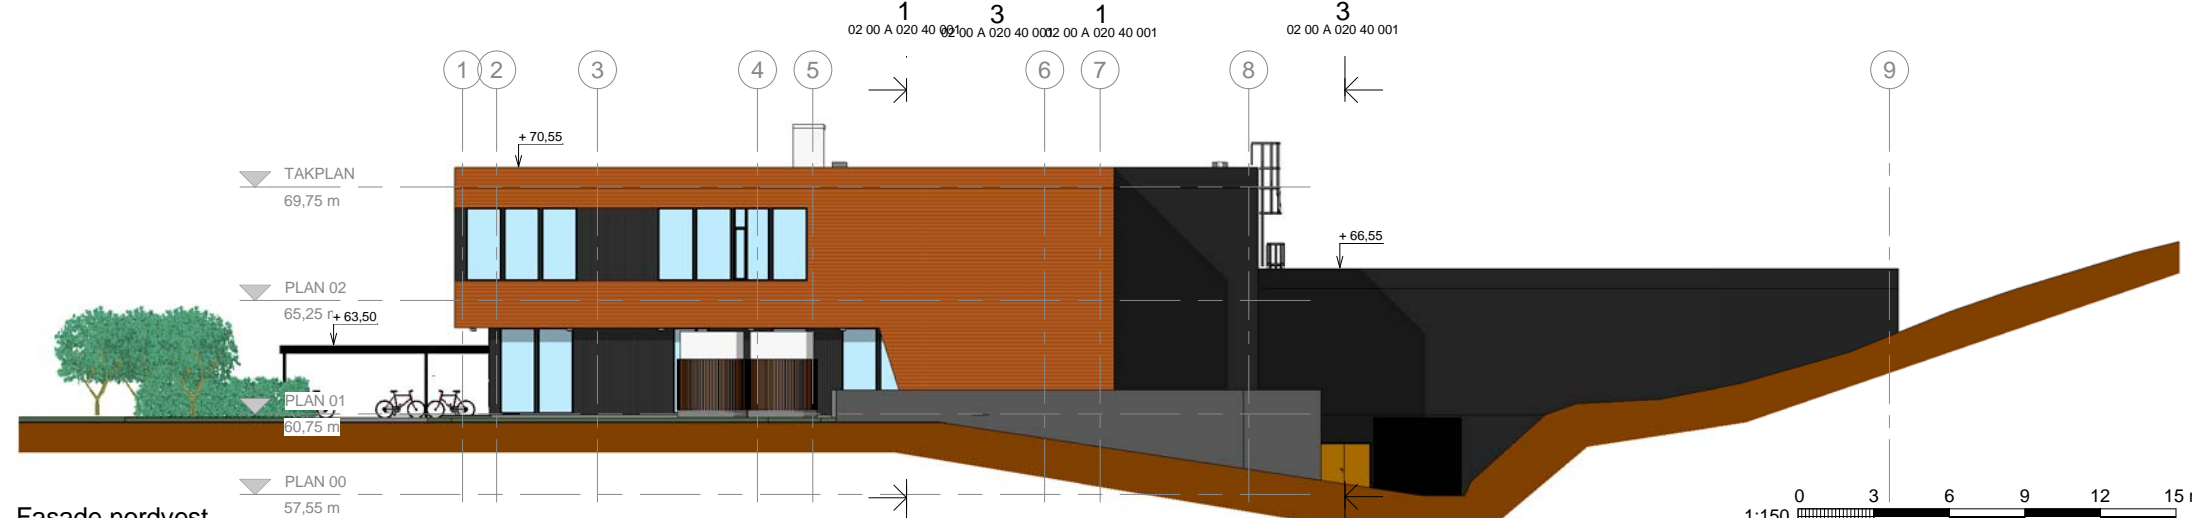 1
3
1
3
02 00 A 020 40 001
02 00 A 020 40 001
02 00 A 020 40 001
02 00 A 020 40 001
1 2 3 4 5 6 7 8 9
+ 70,55
TAKPLAN
69,75 m
+ 66,55
PLAN 02
65,25
+ 63,50
PLAN 01
60,75 m
PLAN 00
57,55 m
0 3 6 9 12 15
Fasade nordvest
1:150